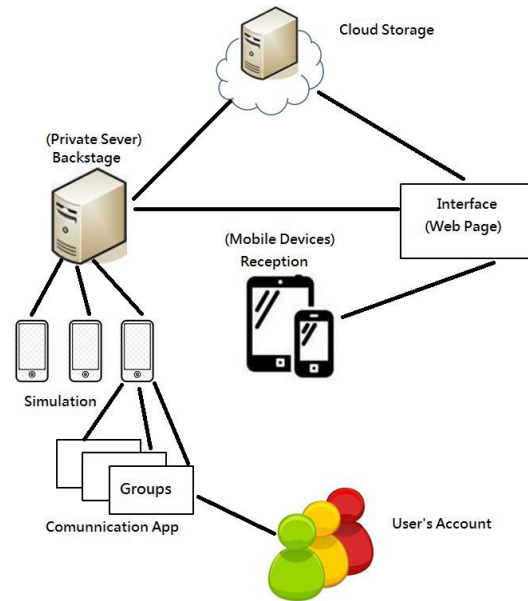 Cloud Storage
(Private Sever)
Backstage
Interface
(Web Page)
(Mobile Devices)
Reception
Simulation
Groups
Comunnication App
User's Account